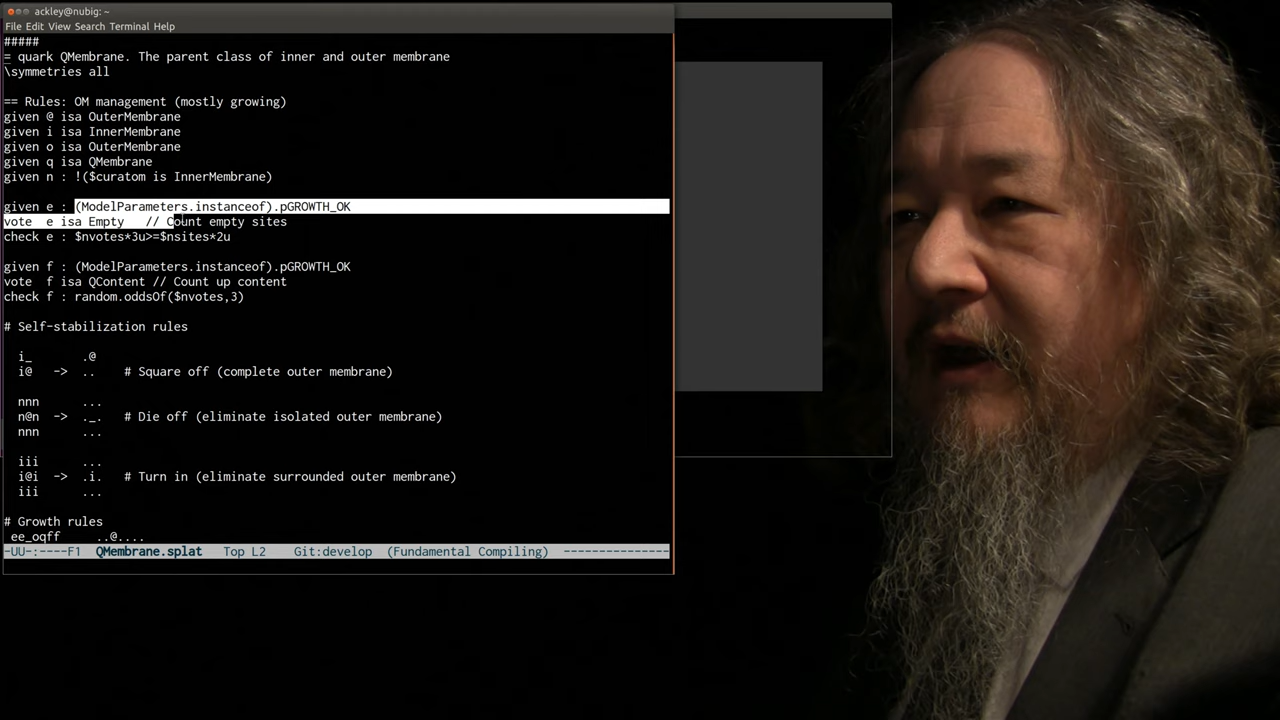 ackley@nubig: ~
File Edit View Search Terminal Help
#####
= quark QMembrane. The parent class of inner and outer membrane
\symmetries all
== Rules: OM management (mostly growing)
given @ isa OuterMembrane
given i isa InnerMembrane
given o isa OuterMembrane
given q isa QMembrane
given n : !($curatom is InnerMembrane)
given e : (ModelParameters.instanceof).pGROWTH_OK
vote  e isa Empty   // Count empty sites
check e : $nvotes*3u>=$nsites*2u
given f : (ModelParameters.instanceof).pGROWTH_OK
vote  f isa QContent // Count up content
check f : random.oddsOf($nvotes,3)
# Self-stabilization rules
i_       .@
i@   ->  ..   # Square off (complete outer membrane)
nnn      ...
n@n  ->  ._.  # Die off (eliminate isolated outer membrane)
nnn      ...
iii      ...
i@i  ->  .i.  # Turn in (eliminate surrounded outer membrane)
iii      ...
# Growth rules
ee_oqff     ..@....
-UU-:----F1  QMembrane.splat   Top L2    Git:develop  (Fundamental Compiling)  ---------------